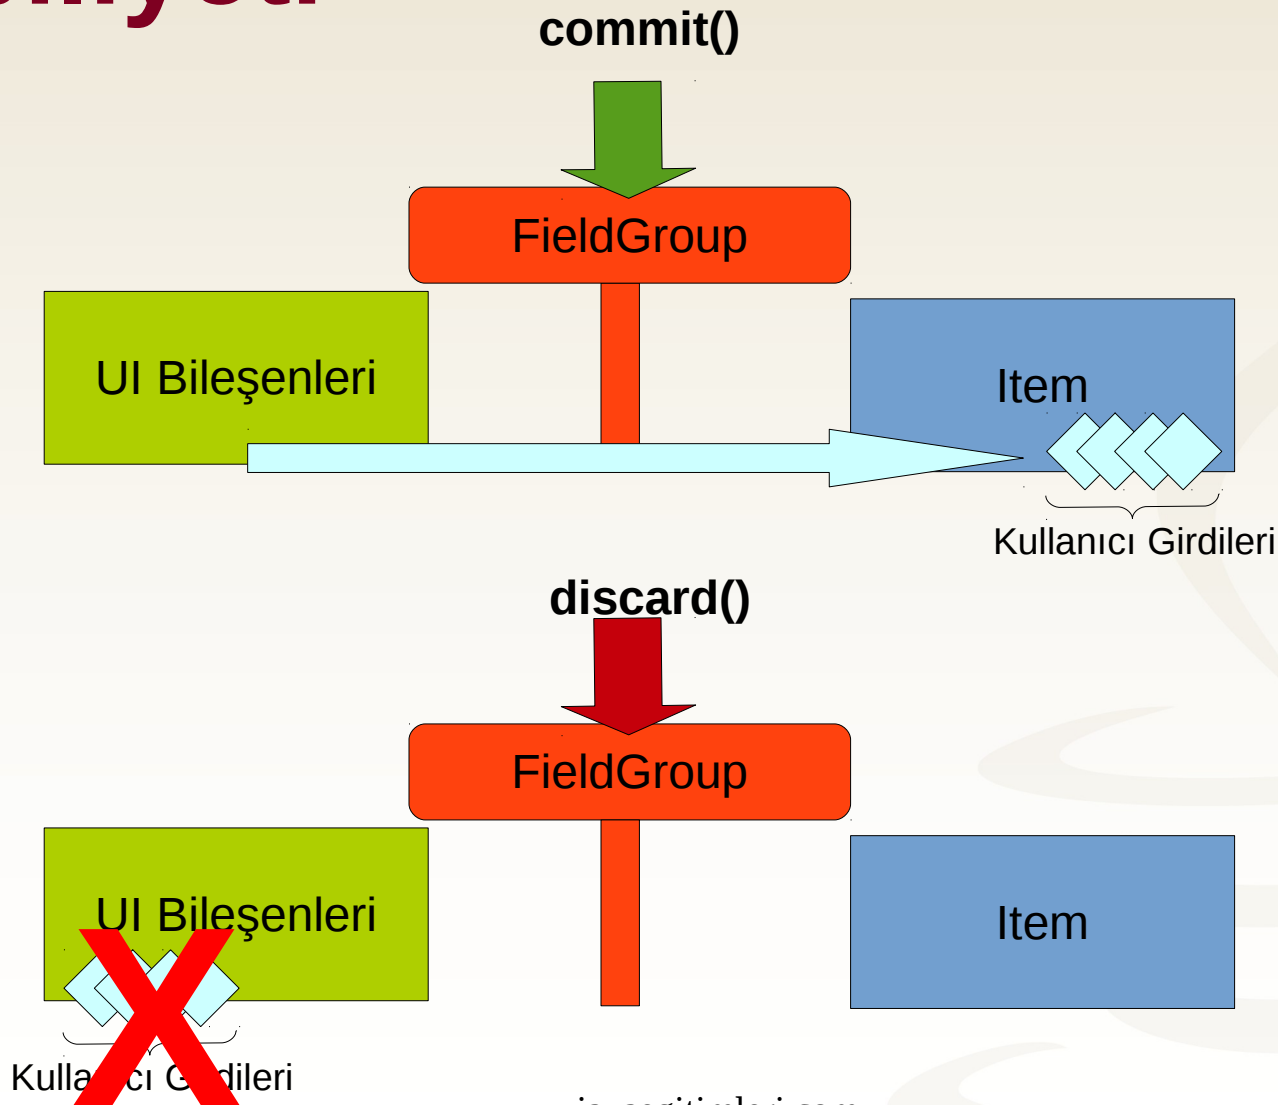 commit()
FieldGroup
UI Bileşenleri
Item
Kullanıcı Girdileri
discard()
FieldGroup
UI Bileşenleri
Item